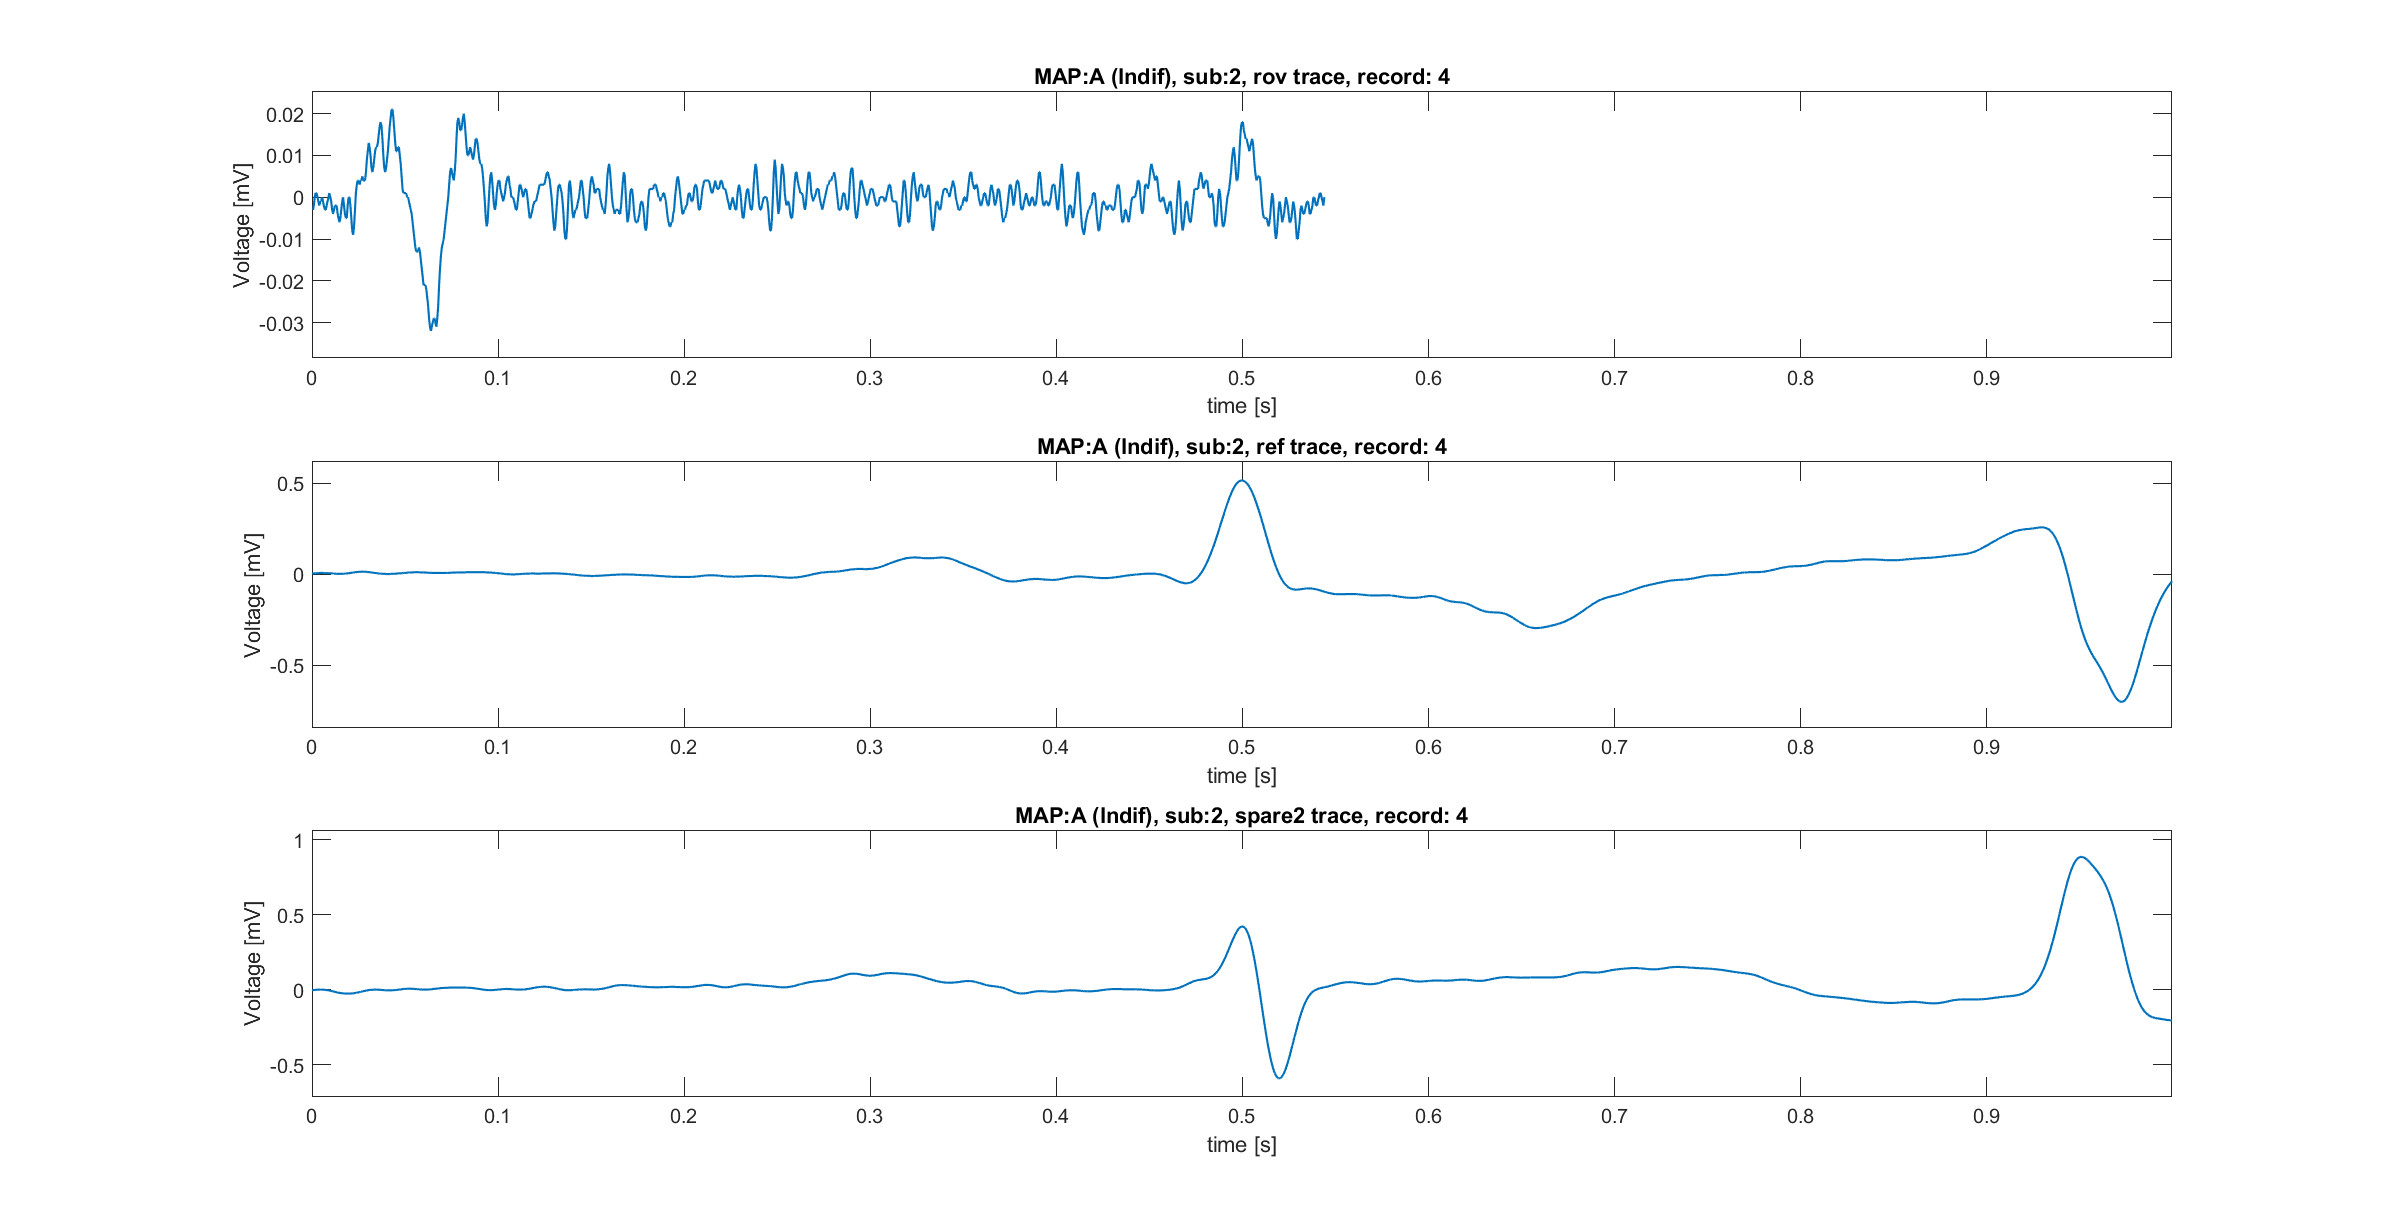 MAP:A (Indif), sub:2, rov trace, record: 4
Voltage [mV]
0.02
0.01
0
-0.01
-0.02
-0.03
0 0.1 0.2 0.3 0.4 0.5 0.6 0.7 0.8 0.9
time [s]
MAP:A (Indif), sub:2, ref trace, record: 4
Voltage [mV]
0.5
0
-0.5
0 0.1 0.2 0.3 0.4 0.5 0.6 0.7 0.8 0.9
time [s]
MAP:A (Indif), sub:2, spare2 trace, record: 4
Voltage [mV]
1
0.5
0
-0.5
0 0.1 0.2 0.3 0.4 0.5 0.6 0.7 0.8 0.9
time [s]